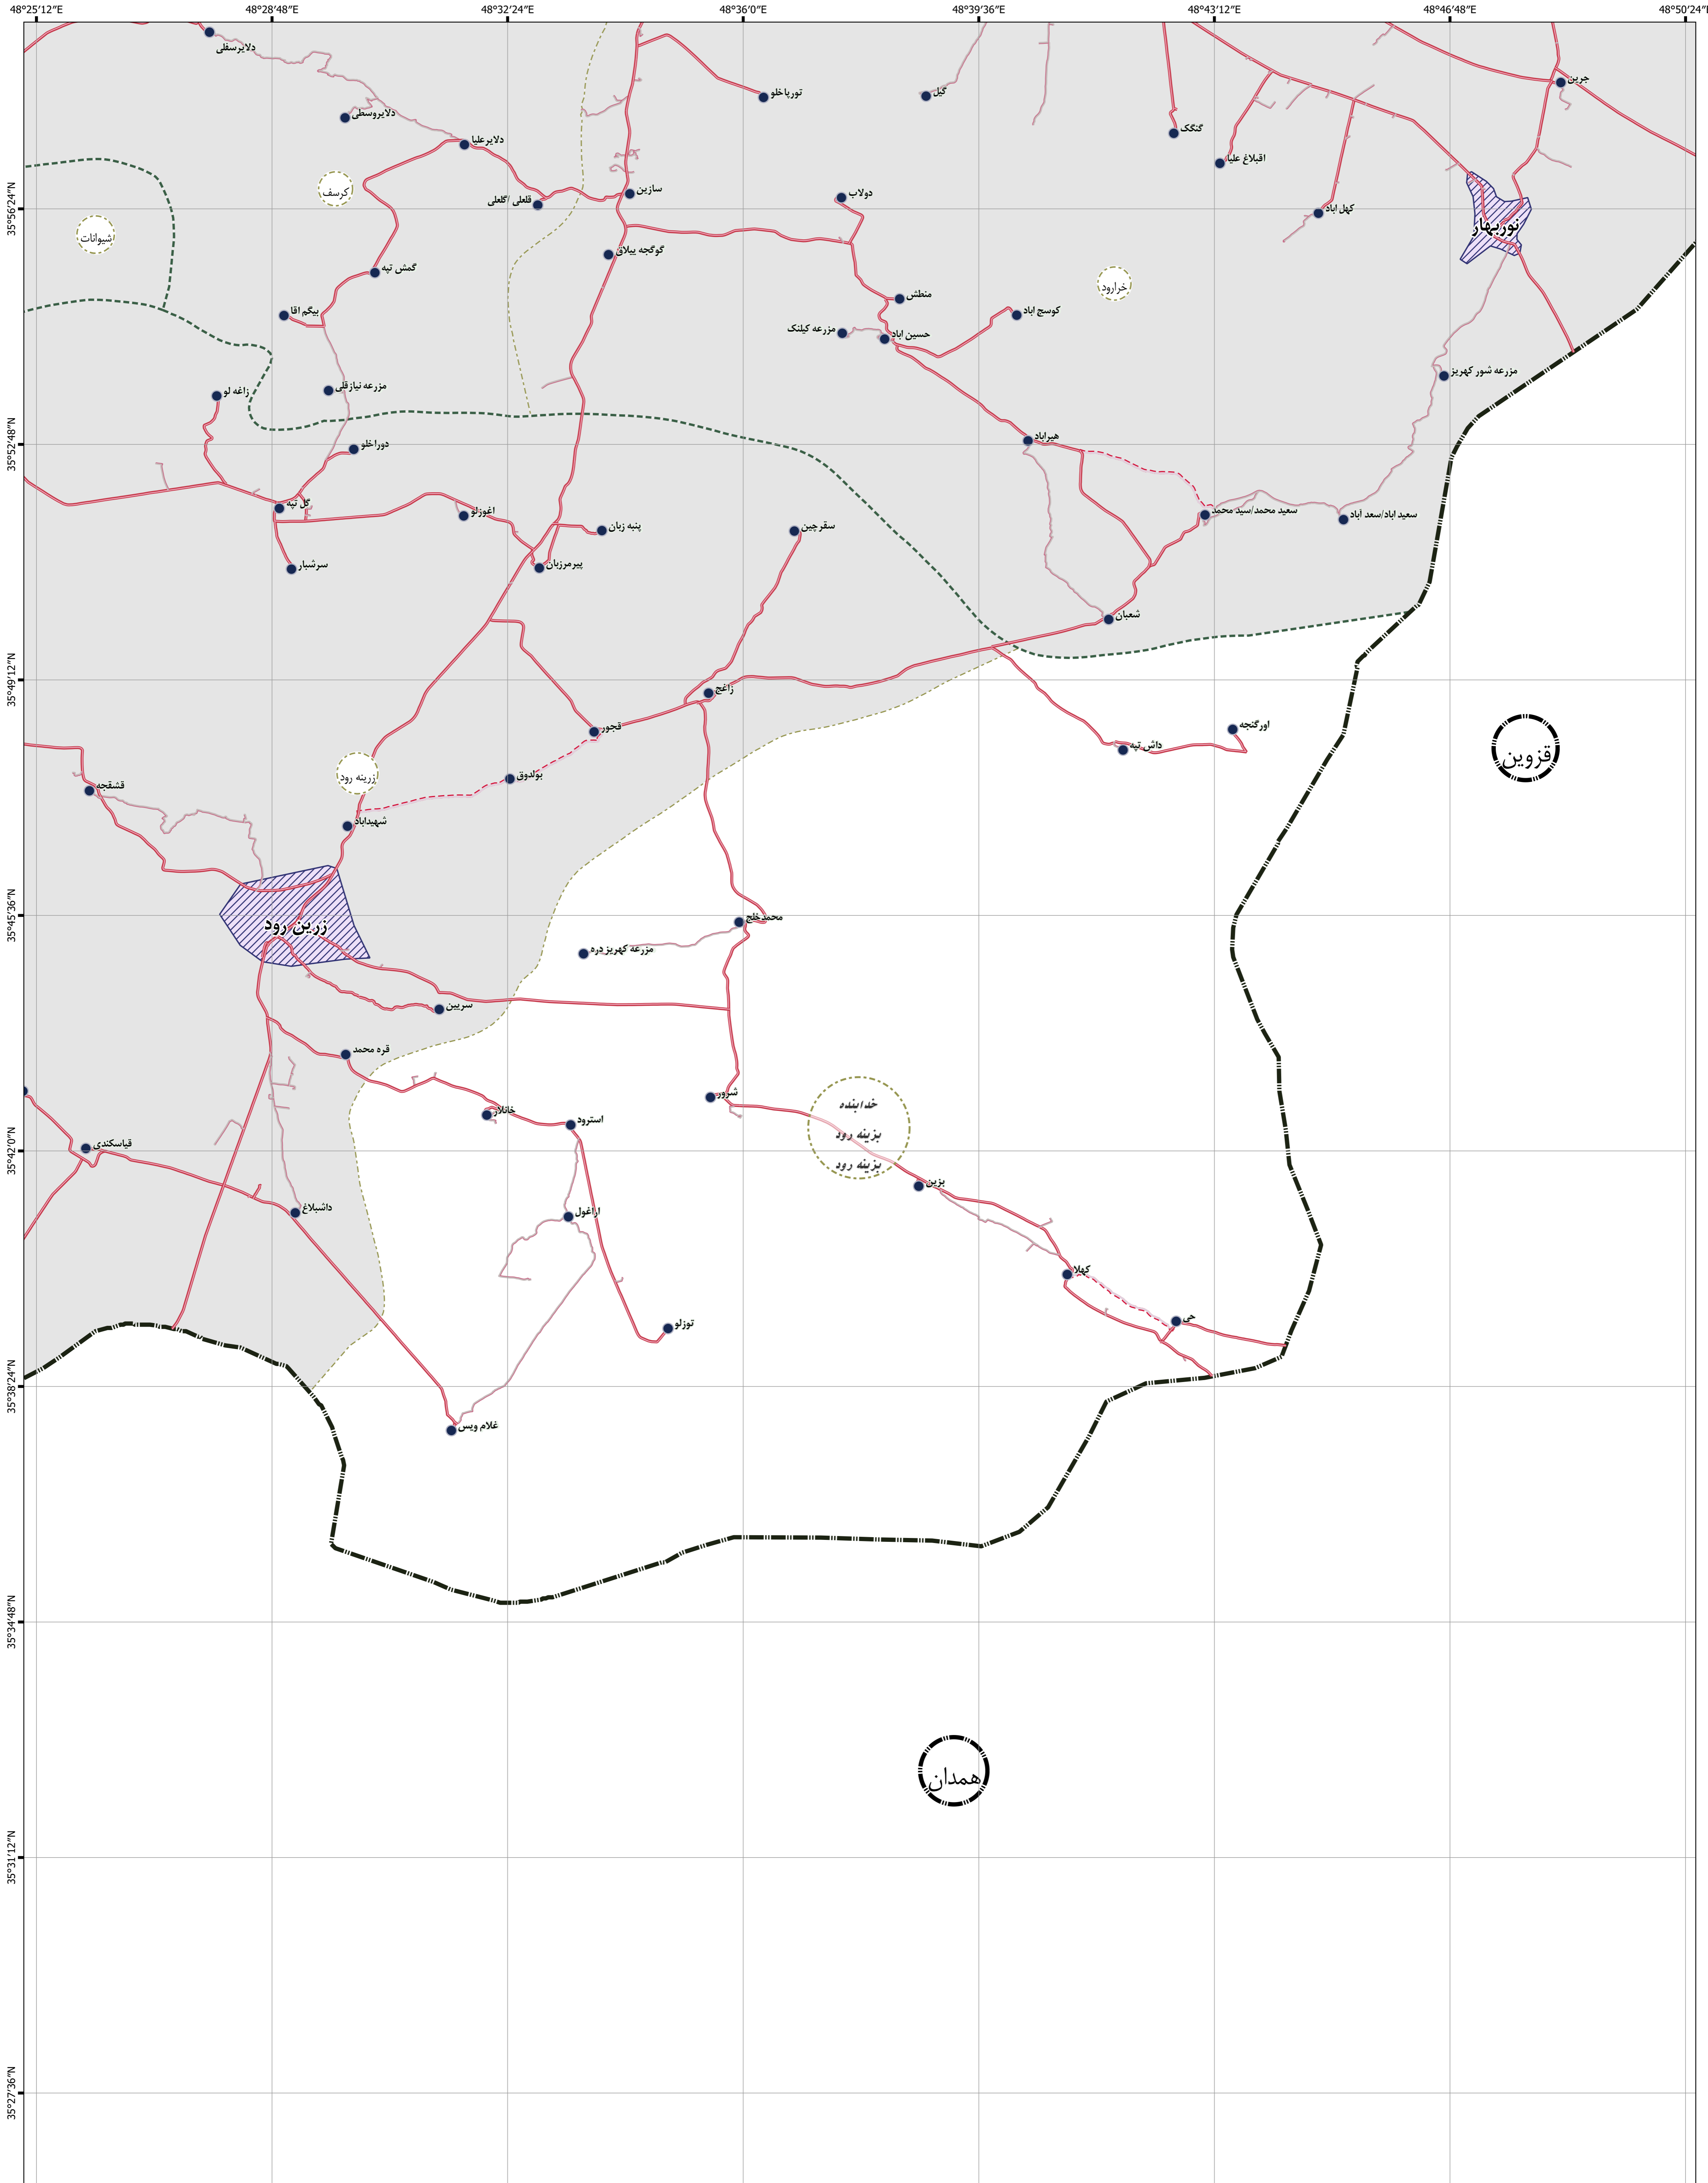 48°25'12"E
48°28'48"E
48°32'24"E
48°36'0"E
48°39'36"E
48°43'12"E
48°46'48"E
48°50'24"E
دلایرسفلی
جرین
تورپاخلو
گیل
دلایروسطی
گنگک
دلایرعلیا
اقبلاغ علیا
کرسف
سازین
قلعلی /گلعلی
دولاب
35°56'24"N
کهل اباد
نوربهار
شیوانات
گوگجه ییلاق
گمش تپه
خرارود
منطش
بیگم اقا
کوسج اباد
مزرعه کیلنک
حسین اباد
مزرعه شور کهریز
مزرعه نیازقلی
زاغه لو
هیراباد
دوراخلو
35°52'48"N
گل تپه
اغوزلو
سعید محمد/سید محمد
سعید اباد/سعد آباد
پنبه زبان
سقرچین
سرشبار
پیرمرزبان
شعبان
35°49'12"N
زاغج
قجور
اورگنجه
داش تپه
قزوین
زرینه رود
بولدوق
قشقجه
شهیداباد
35°45'36"N
زرین رود
محمدخلج
مزرعه کهریزدره
سریین
قره محمد
شرور
خدابنده
بزینه رود
بزینه رود
خانلار
استرود
35°42'0"N
قیاسکندی
بزین
داشبلاغ
اراغول
کهلا
حی
توزلو
35°38'24"N
غلام ویس
35°34'48"N
همدان
35°31'12"N
35°27'36"N